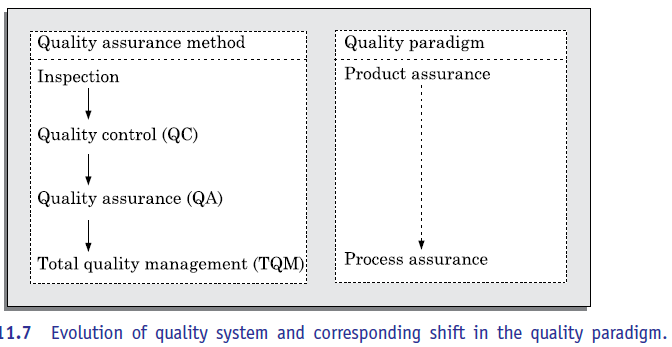 Quality assurance method
Inspection
Quality control (QC)
Quality assurance (QA)
Total quality management (TQM)
Quality paradigm
Product assurance
Process assurance
11.7 Evolution of quality system and corresponding shift in the quality paradigm.